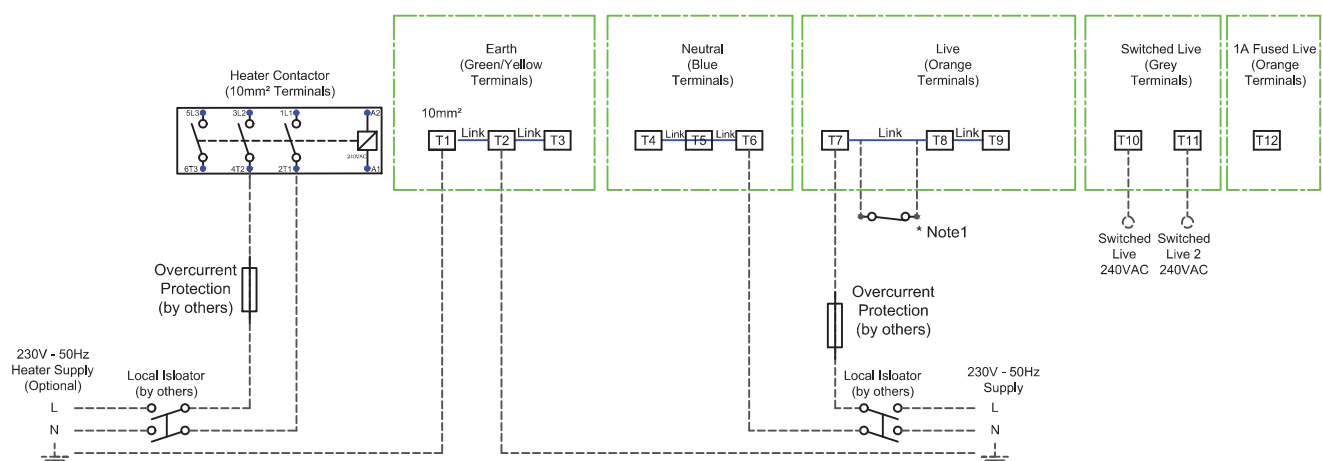 Heater Contactor
(10mm² Terminals)
5L3
3L2
1L1
A2
240VAC
6T3
4T2
2T1
A1
Earth
(Green/Yellow
Terminals)
10mm²
T1
Link
T2
Link
T3
Neutral
(Blue
Terminals)
T4
Link
T5
Link
T6
Live
(Orange
Terminals)
T7
Link
T8
Link
T9
* Note1
Switched Live
(Grey
Terminals)
T10
T11
Switched
Live
240VAC
Switched
Live 2
240VAC
1A Fused Live
(Orange
Terminals)
T12
Overcurrent
Protection
(by others)
Overcurrent
Protection
(by others)
230V - 50Hz
Heater Supply
(Optional)
L
N
Local Isloator
(by others)
Local Isloator
(by others)
230V - 50Hz
Supply
L
N